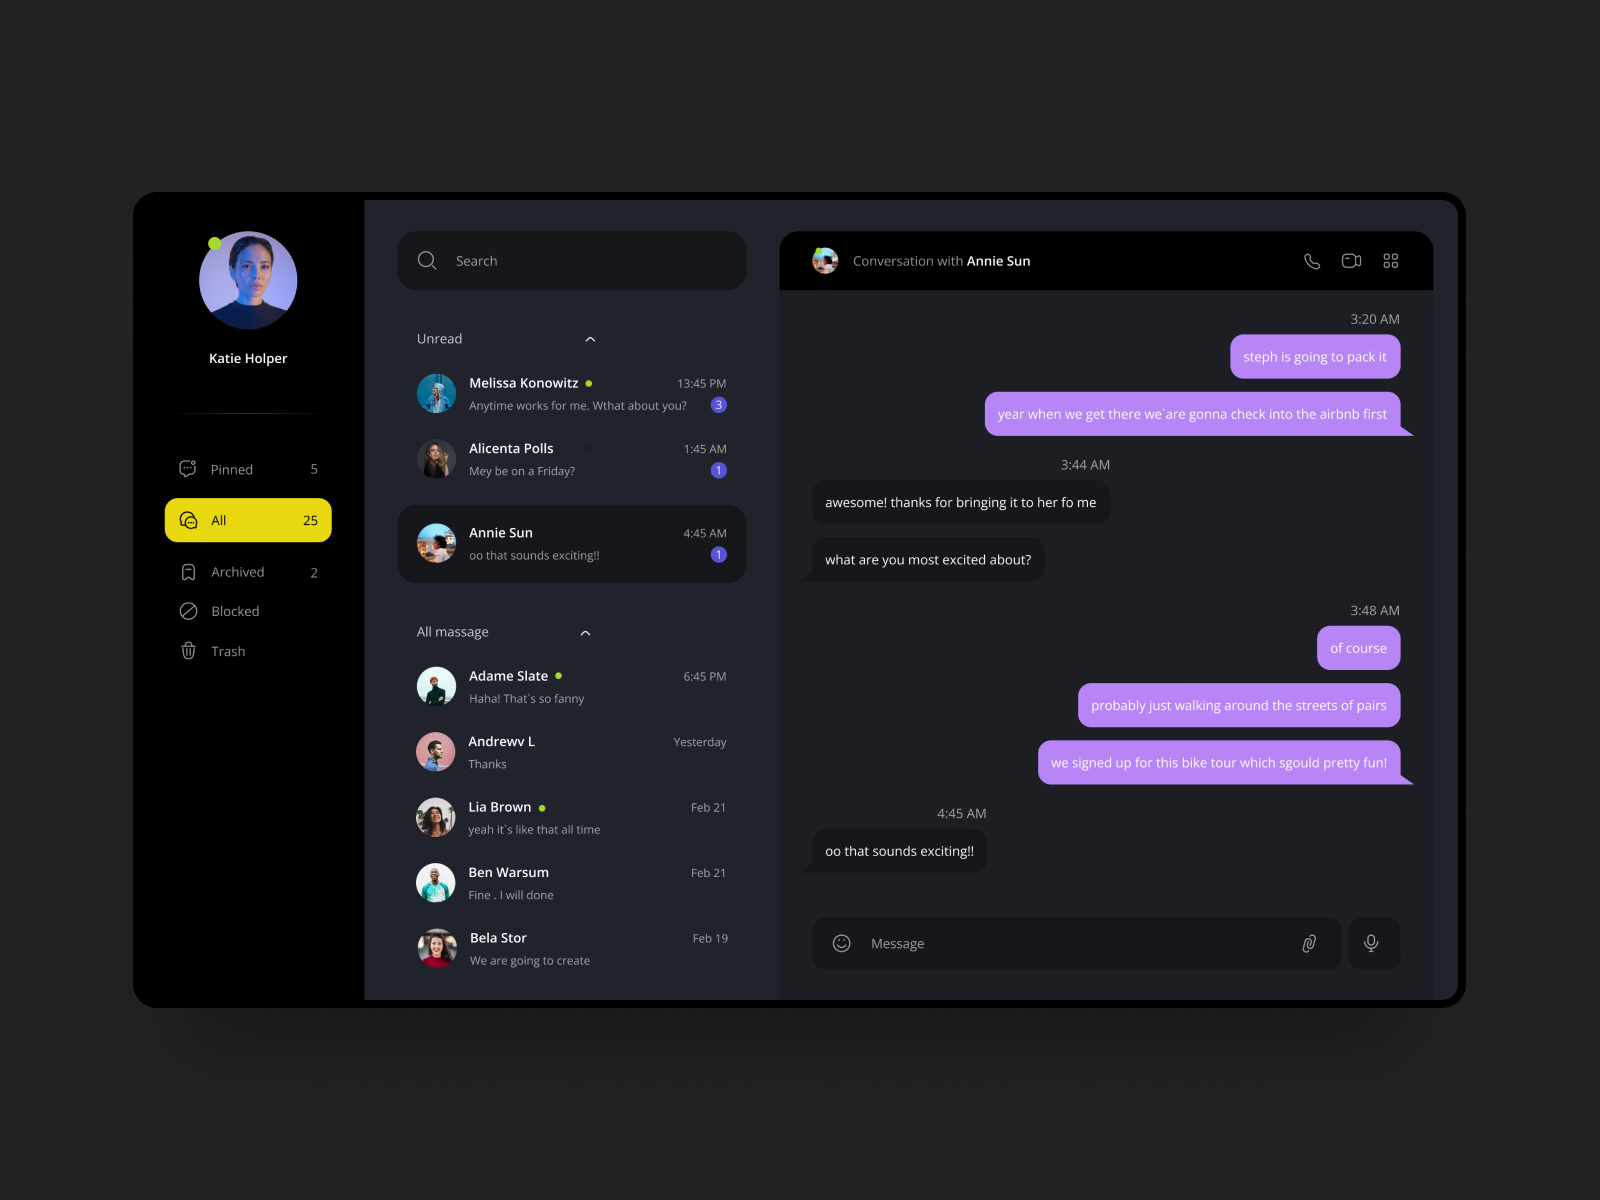 Katie Holper
Pinned 5
All 25
Archived 2
Blocked
Trash
Search
Unread
Melissa Konowitz 13:45 PM
Anytime works for me. Wthat about you? 3
Alicenta Polls 1:45 AM
Mey be on a Friday? 1
Annie Sun 4:45 AM
oo that sounds exciting!! 1
All massage
Adame Slate 6:45 PM
Haha! That`s so fanny
Andrewv L Yesterday
Thanks
Lia Brown Feb 21
yeah it`s like that all time
Ben Warsum Feb 21
Fine . I will done
Bela Stor Feb 19
We are going to create
Conversation with Annie Sun
3:20 AM
steph is going to pack it
year when we get there we`are gonna check into the airbnb first
3:44 AM
awesome! thanks for bringing it to her fo me
what are you most excited about?
3:48 AM
of course
probably just walking around the streets of pairs
we signed up for this bike tour which sgould pretty fun!
4:45 AM
oo that sounds exciting!!
Message